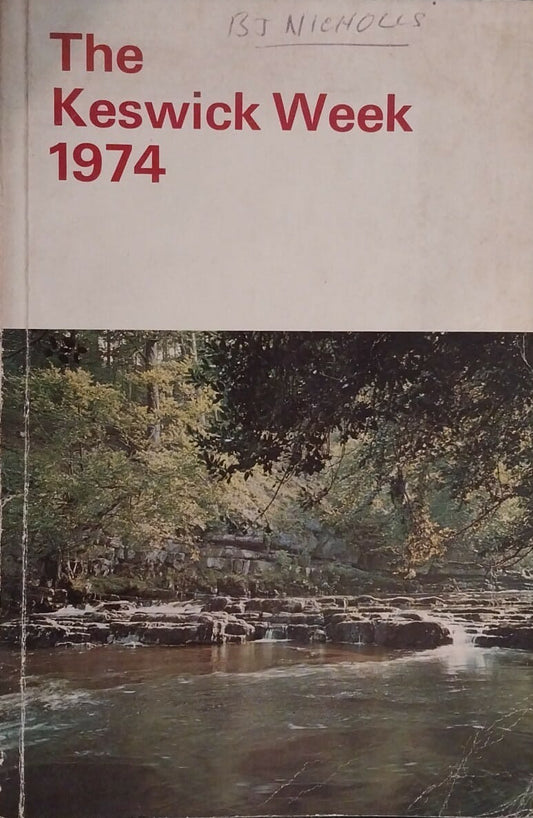 BJ NICHOLLS
The
Keswick Week
1974